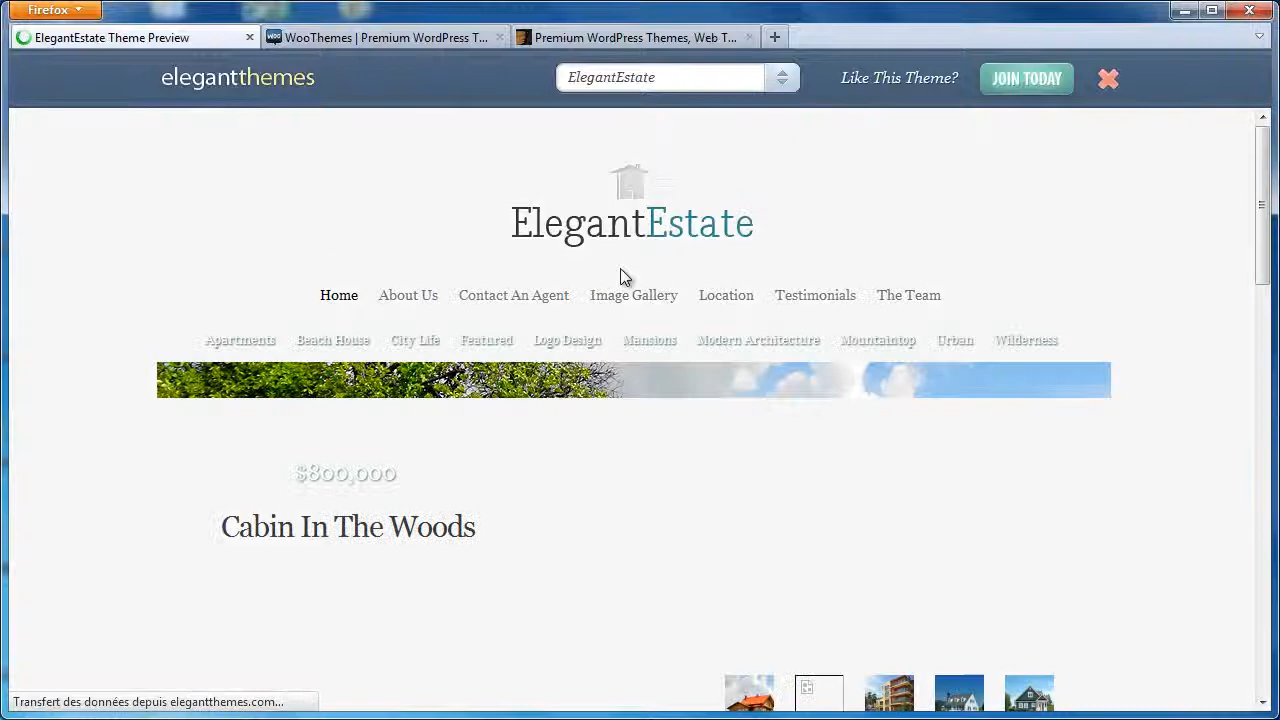 Firefox
ElegantEstate Theme Preview
WooThemes | Premium WordPress T...
Premium WordPress Themes, Web T...
elegantthemes
ElegantEstate
Like This Theme?
JOIN TODAY
ElegantEstate
Home About Us Contact An Agent Image Gallery Location Testimonials The Team
Apartments Beach House City Life Featured Logo Design Mansions Modern Architecture Mountaintop Urban Wilderness
$800,000
Cabin In The Woods
Transfert des données depuis elegantthemes.com...